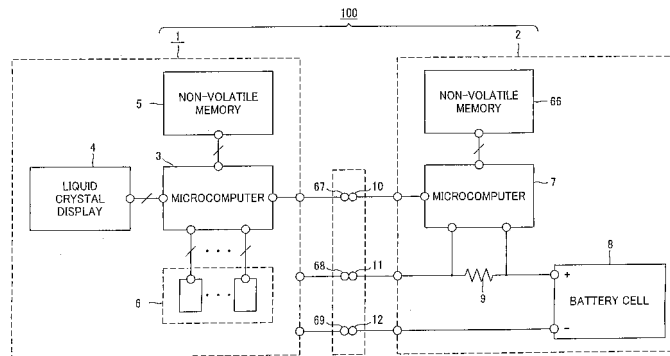 100
1
2
NON-VOLATILE
MEMORY
5
NON-VOLATILE
MEMORY
66
4
3
LIQUID
CRYSTAL
DISPLAY
MICROCOMPUTER
67
10
MICROCOMPUTER
7
6
68
11
9
8
+
BATTERY CELL
−
69
12